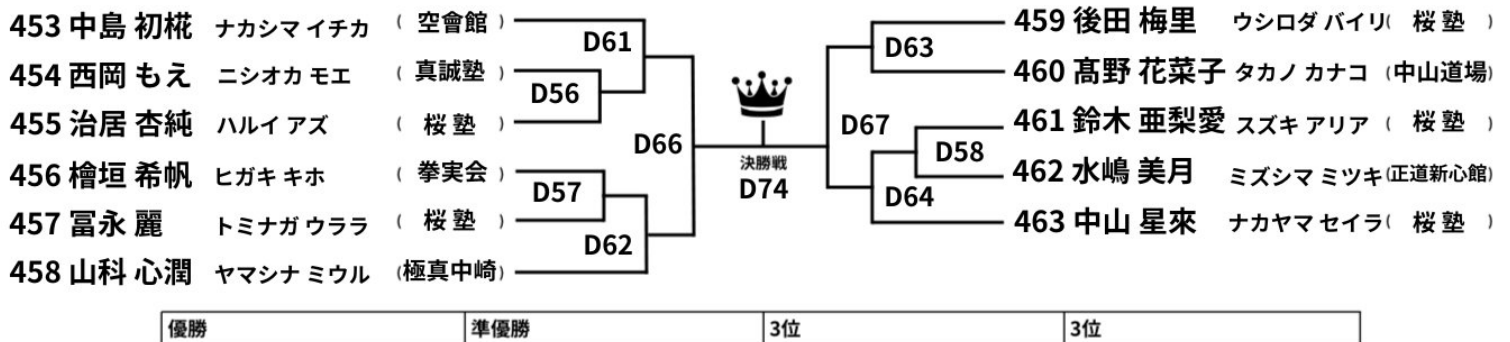 453 中島 初椛 ナカシマ イチカ ( 空會館 )
D61
454 西岡 もえ ニシオカ モエ ( 真誠塾 )
D56
455 治居 杏純 ハルイ アズ ( 桜 塾 )
D66
456 檜垣 希帆 ヒガキ キホ ( 拳実会 )
D57
457 冨永 麗 トミナガ ウララ ( 桜 塾 )
D62
458 山科 心潤 ヤマシナ ミウル (極真中崎)
決勝戦
D74
459 後田 梅里 ウシロダ バイリ( 桜 塾 )
D63
460 髙野 花菜子 タカノ カナコ (中山道場)
D67
461 鈴木 亜梨愛 スズキ アリア ( 桜 塾 )
D58
462 水嶋 美月 ミズシマ ミツキ(正道新心館)
D64
463 中山 星來 ナカヤマ セイラ( 桜 塾 )
優勝 準優勝 3位 3位